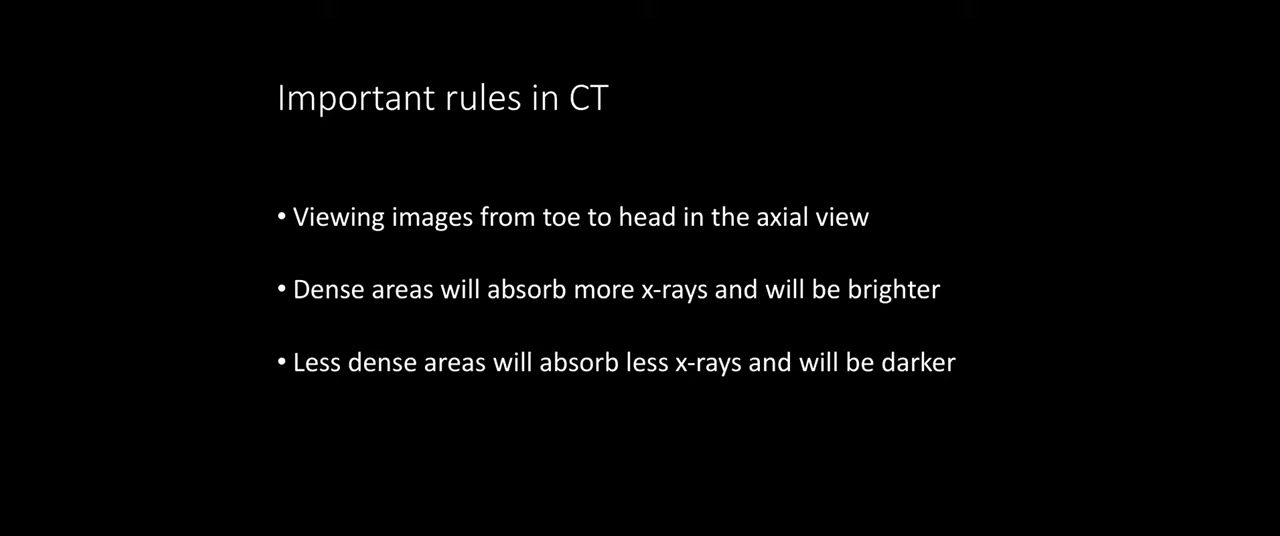 Important rules in CT
• Viewing images from toe to head in the axial view
• Dense areas will absorb more x-rays and will be brighter
• Less dense areas will absorb less x-rays and will be darker